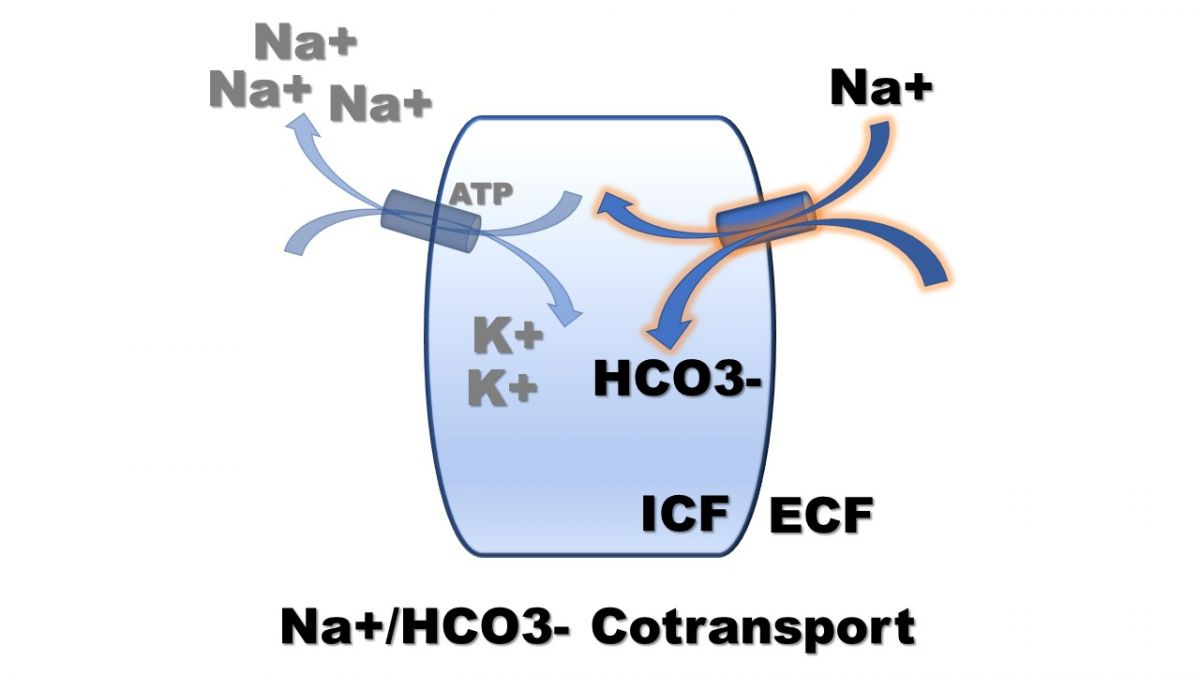 Na+
Na+ Na+
Na+
ATP
K+
K+
HCO3-
ICF ECF
Na+/HCO3- Cotransport